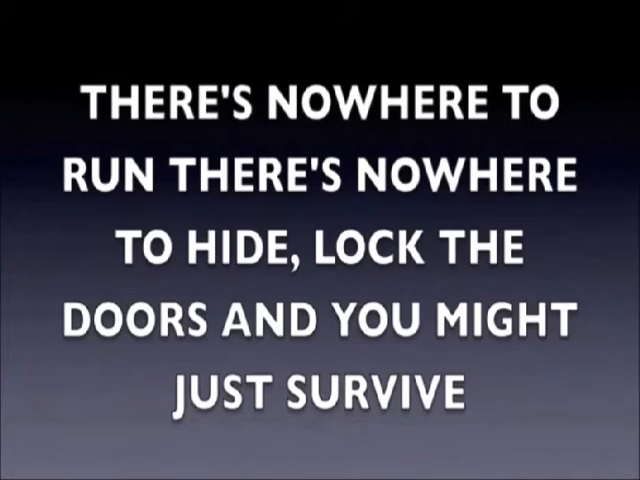 THERE'S NOWHERE TO
RUN THERE'S NOWHERE
TO HIDE, LOCK THE
DOORS AND YOU MIGHT
JUST SURVIVE